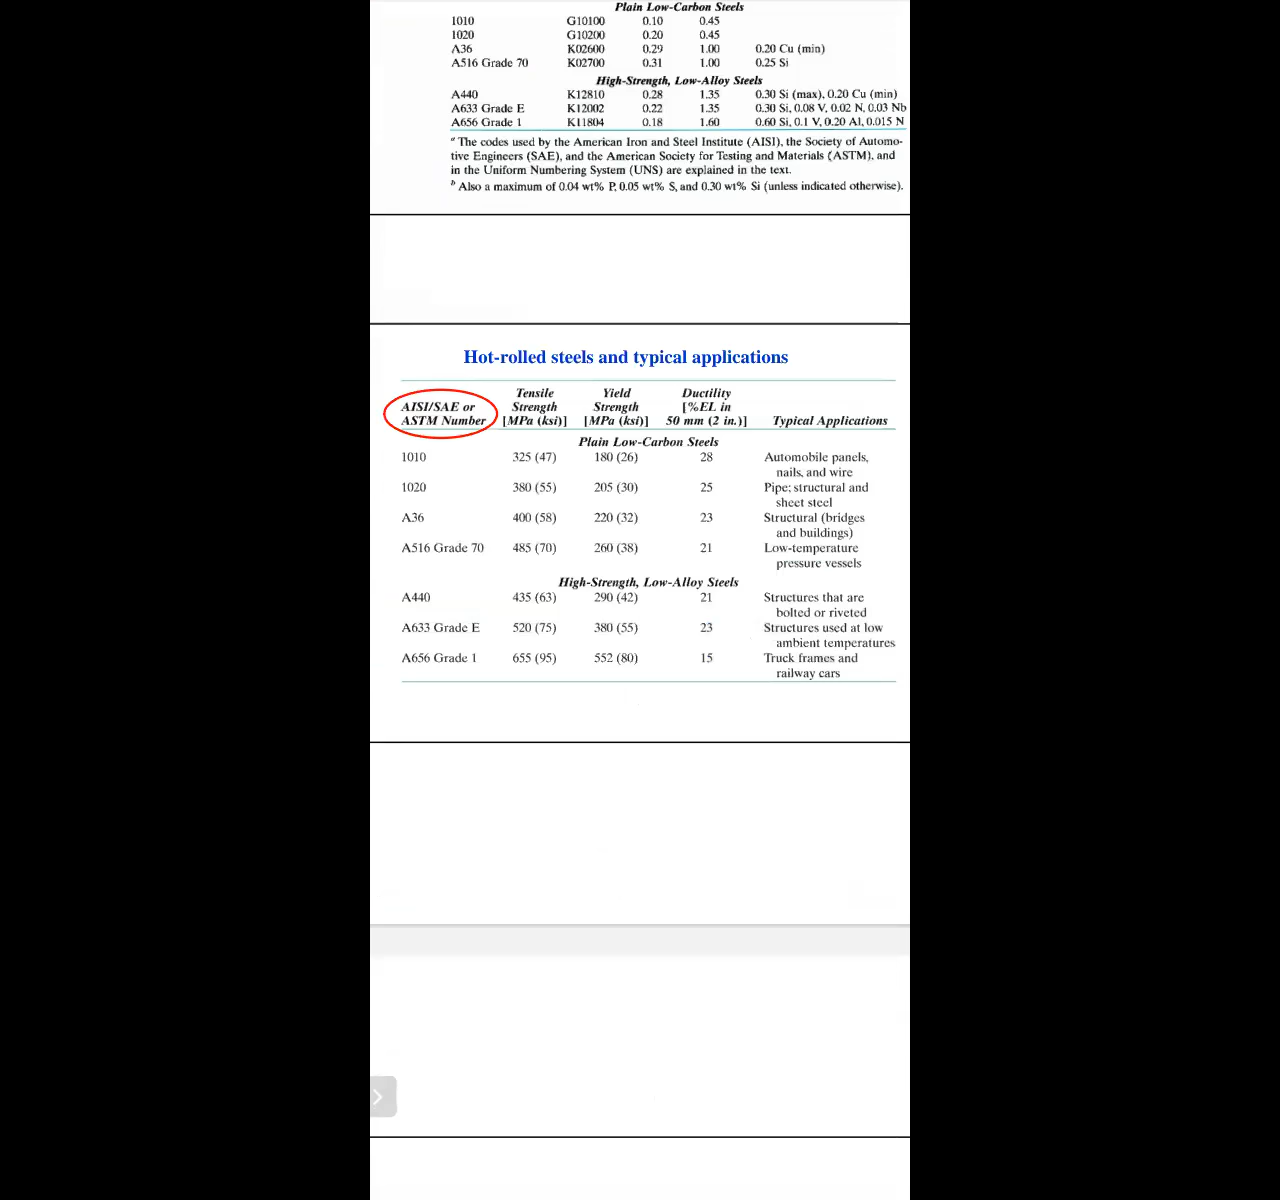 Plain Low-Carbon Steels
1010 G10100 0.10 0.45
1020 G10200 0.20 0.45
A36 K02600 0.29 1.00 0.20 Cu (min)
A516 Grade 70 K02700 0.31 1.00 0.25 Si
High-Strength, Low-Alloy Steels
A440 K12810 0.28 1.35 0.30 Si (max), 0.20 Cu (min)
A633 Grade E K12002 0.22 1.35 0.30 Si, 0.08 V, 0.02 N, 0.03 Nb
A656 Grade 1 K11804 0.18 1.60 0.60 Si, 0.1 V, 0.20 Al, 0.015 N
a The codes used by the American Iron and Steel Institute (AISI), the Society of Automo-
tive Engineers (SAE), and the American Society for Testing and Materials (ASTM), and
in the Uniform Numbering System (UNS) are explained in the text.
b Also a maximum of 0.04 wt% P, 0.05 wt% S, and 0.30 wt% Si (unless indicated otherwise).
Hot-rolled steels and typical applications
Tensile Yield Ductility
AISI/SAE or Strength Strength [%EL in
ASTM Number [MPa (ksi)] [MPa (ksi)] 50 mm (2 in.)] Typical Applications
Plain Low-Carbon Steels
1010 325 (47) 180 (26) 28 Automobile panels,
nails, and wire
1020 380 (55) 205 (30) 25 Pipe; structural and
sheet steel
A36 400 (58) 220 (32) 23 Structural (bridges
and buildings)
A516 Grade 70 485 (70) 260 (38) 21 Low-temperature
pressure vessels
High-Strength, Low-Alloy Steels
A440 435 (63) 290 (42) 21 Structures that are
bolted or riveted
A633 Grade E 520 (75) 380 (55) 23 Structures used at low
ambient temperatures
A656 Grade 1 655 (95) 552 (80) 15 Truck frames and
railway cars